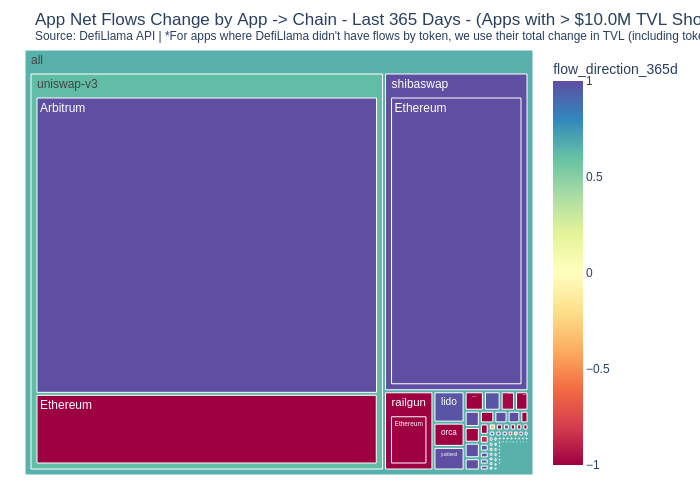 App Net Flows Change by App -> Chain - Last 365 Days - (Apps with > $10.0M TVL Sho
Source: DefiLlama API | *For apps where DefiLlama didn't have flows by token, we use their total change in TVL (including toke
all
uniswap-v3
Arbitrum
Ethereum
shibaswap
Ethereum
railgun
Ethereum
lido
orca
justlend
flow_direction_365d
1
0.5
0
−0.5
−1